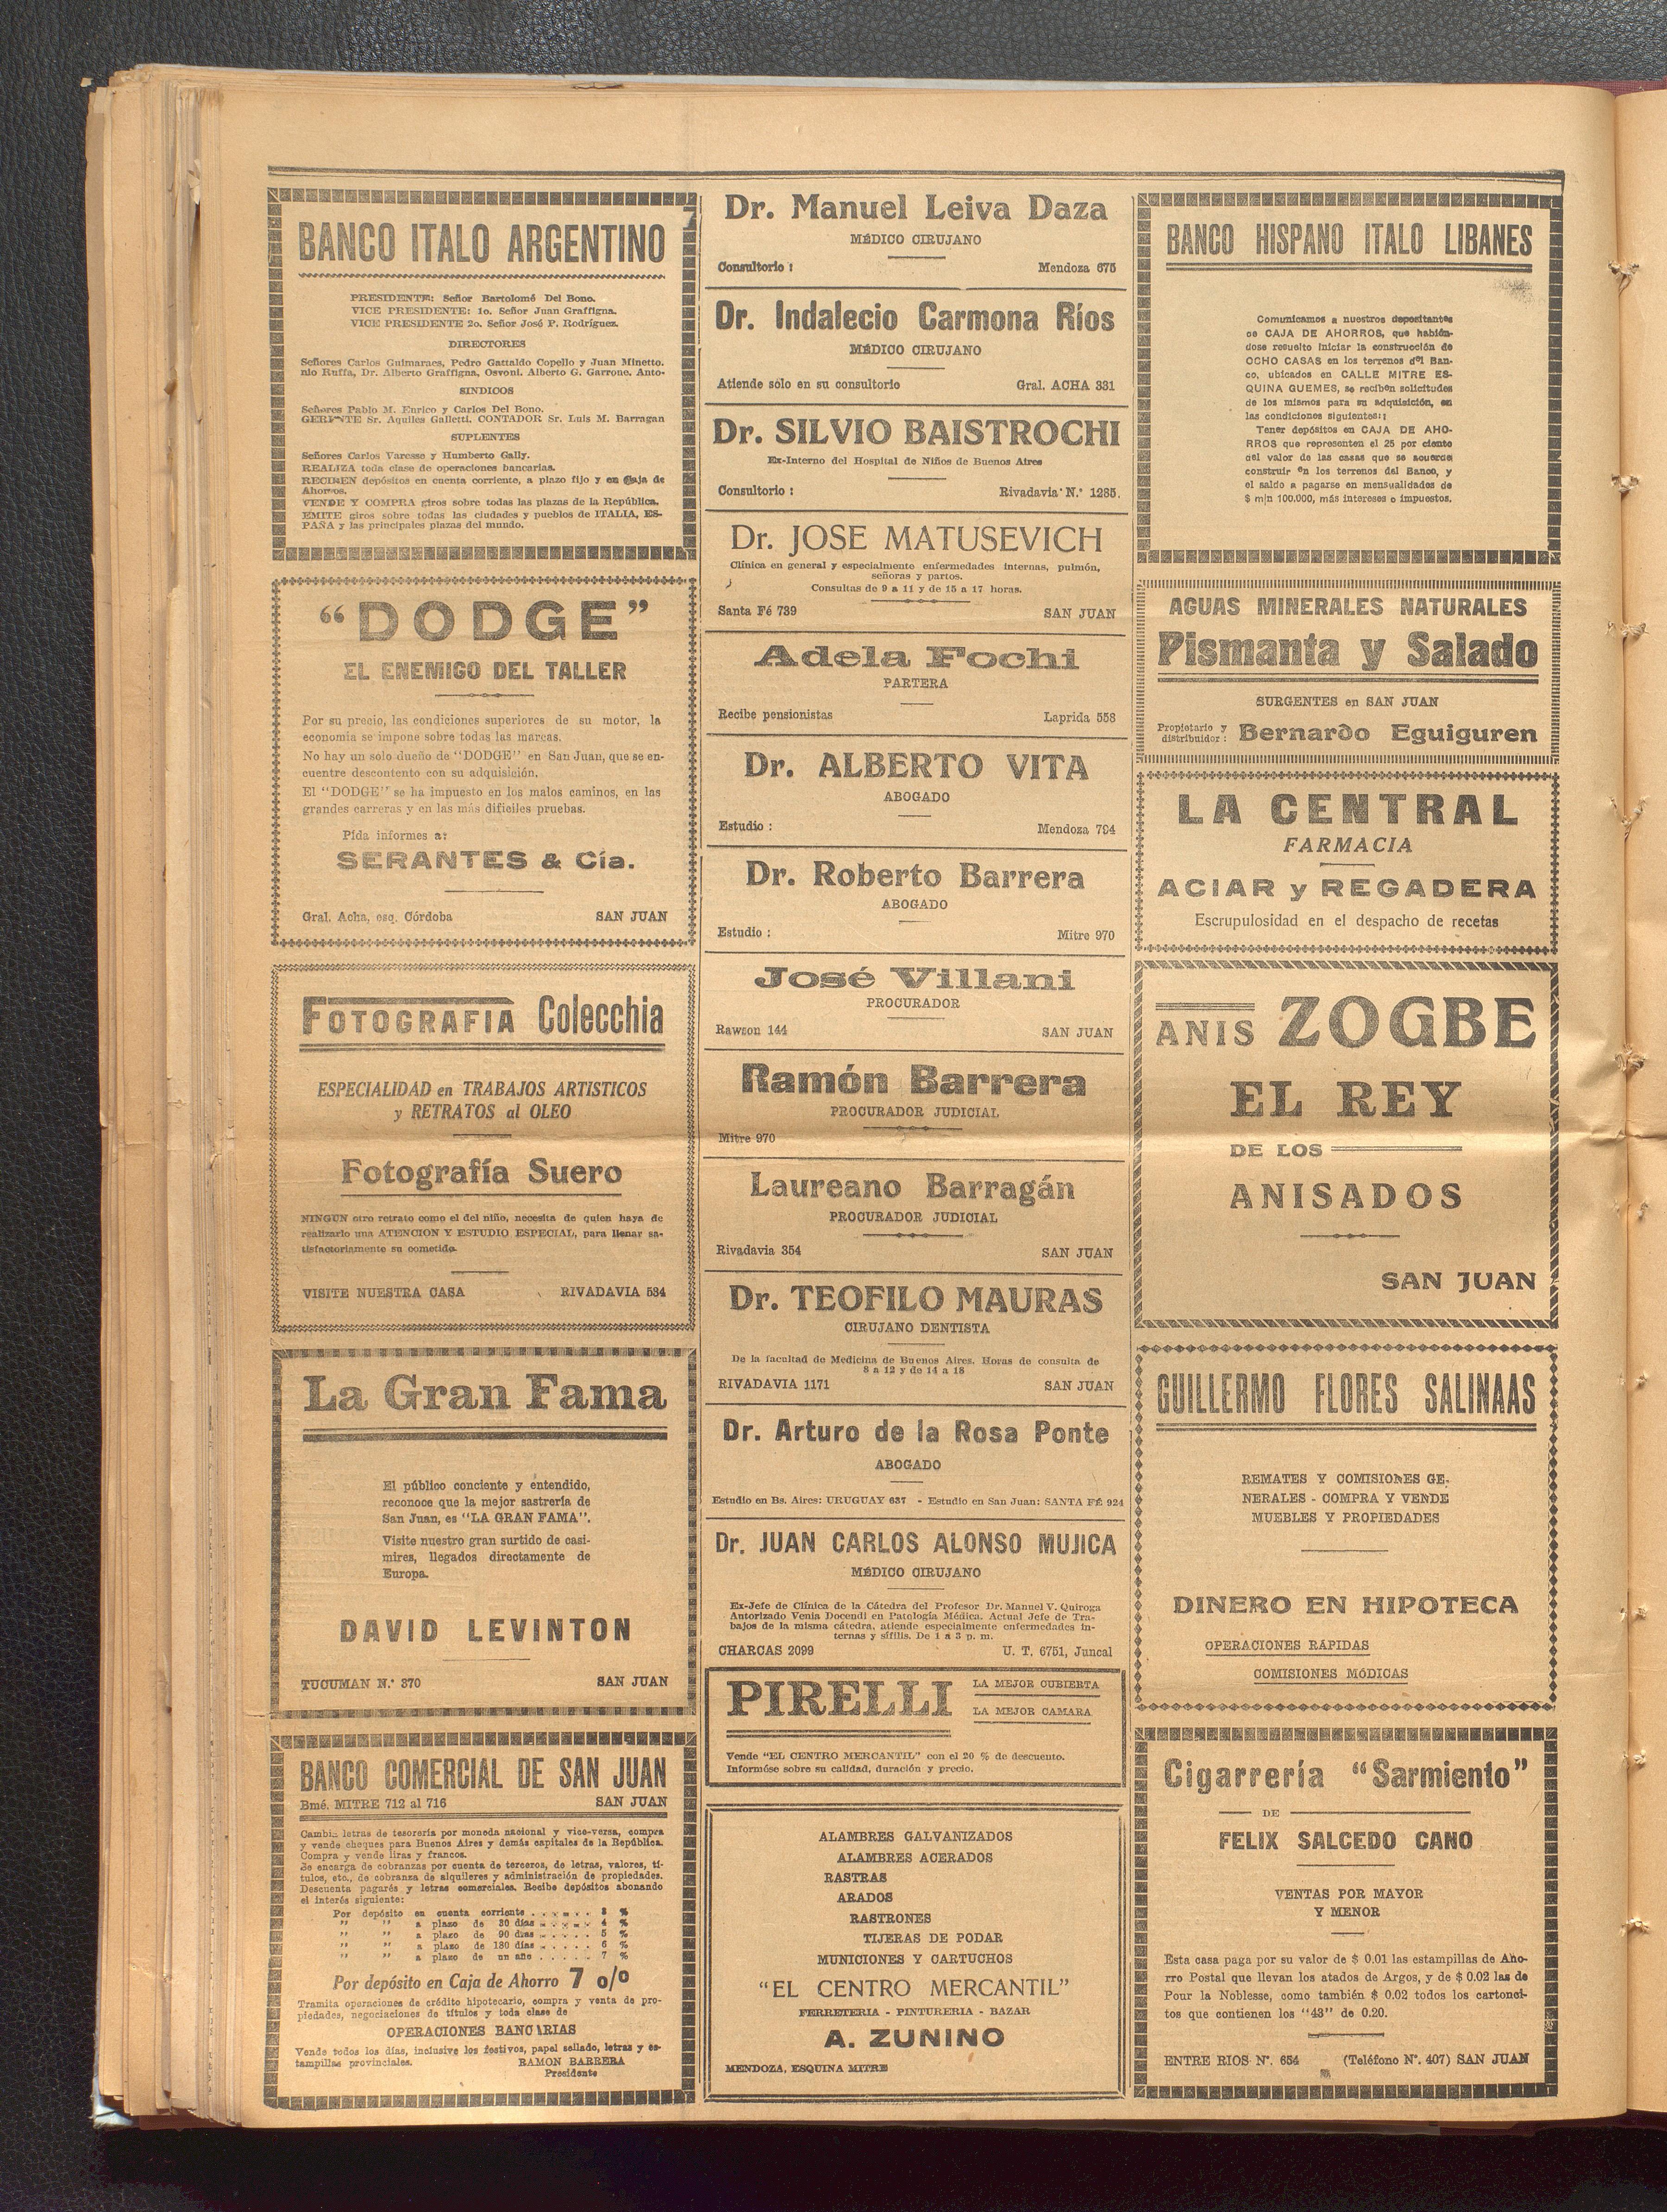 BANCO ITALO ARGENTINO
PRESIDENTE: Señor Bartolomé Del Bono.
VICE PRESIDENTE: 1o. Señor Juan Graffigna.
VICE PRESIDENTE 2o. Señor José P. Rodríguez.
DIRECTORES
Señores Carlos Guimaraes, Pedro Gattaldo Copello y Juan Minetto.
nio Ruffa, Dr. Alberto Graffigna, Osvoni. Alberto G. Garrone. Anto-
SINDICOS
Señores Pablo M. Enrico y Carlos Del Bono.
GERENTE Sr. Aquiles Galletti. CONTADOR Sr. Luis M. Barragan
SUPLENTES
Señores Carlos Varesse y Humberto Gally.
REALIZA toda clase de operaciones bancarias.
RECIBEN depósitos en cuenta corriente, a plazo fijo y en Caja de
Ahorros.
VENDE Y COMPRA giros sobre todas las plazas de la República.
EMITE giros sobre todas las ciudades y pueblos de ITALIA, ES-
PAÑA y las principales plazas del mundo.
"DODGE"
EL ENEMIGO DEL TALLER
Por su precio, las condiciones superiores de su motor, la
economía se impone sobre todas las marcas.
No hay un solo dueño de "DODGE" en San Juan, que se en-
cuentre descontento con su adquisición.
El "DODGE" se ha impuesto en los malos caminos, en las
grandes carreras y en las más difíciles pruebas.
Pida informes a:
SERANTES & Cía.
Gral. Acha, esq. Córdoba SAN JUAN
FOTOGRAFIA Colecchia
ESPECIALIDAD en TRABAJOS ARTISTICOS
y RETRATOS al OLEO
Fotografía Suero
NINGUN otro retrato como el del niño, necesita de quien haya de
realizarlo una ATENCION Y ESTUDIO ESPECIAL, para llenar sa-
tisfactoriamente su cometido.
VISITE NUESTRA CASA RIVADAVIA 534
La Gran Fama
El público conciente y entendido,
reconoce que la mejor sastrería de
San Juan, es "LA GRAN FAMA".
Visite nuestro gran surtido de casi-
mires, llegados directamente de
Europa.
DAVID LEVINTON
TUCUMAN N.° 370 SAN JUAN
BANCO COMERCIAL DE SAN JUAN
Bmé. MITRE 712 al 716 SAN JUAN
Cambia letras de tesorería por moneda nacional y vice-versa, compra
y vende cheques para Buenos Aires y demás capitales de la República.
Compra y vende liras y francos.
Se encarga de cobranzas por cuenta de terceros, de letras, valores, tí-
tulos, etc., de cobranza de alquileres y administración de propiedades.
Descuenta pagarés y letras comerciales. Recibe depósitos abonando
el interés siguiente:
Por depósito en cuenta corriente . . . . . . 3 %
" " a plazo de 30 días . . . . . . 4 %
" " a plazo de 90 días . . . . . . 5 %
" " a plazo de 180 días . . . . . . 6 %
" " a plazo de un año . . . . . . 7 %
Por depósito en Caja de Ahorro 7 o/o
Tramita operaciones de crédito hipotecario, compra y venta de pro-
piedades, negociaciones de títulos y toda clase de
OPERACIONES BANCARIAS
Vende todos los días, inclusive los festivos, papel sellado, letras y es-
tampillas provinciales. RAMON BARRERA
Presidente
Dr. Manuel Leiva Daza
MÉDICO CIRUJANO
Consultorio : Mendoza 675
Dr. Indalecio Carmona Ríos
MÉDICO CIRUJANO
Atiende sólo en su consultorio Gral. ACHA 331
Dr. SILVIO BAISTROCHI
Ex-Interno del Hospital de Niños de Buenos Aires
Consultorio : Rivadavia N.° 1285.
Dr. JOSE MATUSEVICH
Clínica en general y especialmente enfermedades internas, pulmón,
señoras y partos.
Consultas de 9 a 11 y de 15 a 17 horas.
Santa Fé 739 SAN JUAN
Adela Fochi
PARTERA
Recibe pensionistas Laprida 558
Dr. ALBERTO VITA
ABOGADO
Estudio : Mendoza 794
Dr. Roberto Barrera
ABOGADO
Estudio : Mitre 970
José Villani
PROCURADOR
Rawson 144 SAN JUAN
Ramón Barrera
PROCURADOR JUDICIAL
Mitre 970
Laureano Barragán
PROCURADOR JUDICIAL
Rivadavia 354 SAN JUAN
Dr. TEOFILO MAURAS
CIRUJANO DENTISTA
De la facultad de Medicina de Buenos Aires. Horas de consulta de
8 a 12 y de 14 a 18
RIVADAVIA 1171 SAN JUAN
Dr. Arturo de la Rosa Ponte
ABOGADO
Estudio en Bs. Aires: URUGUAY 637 - Estudio en San Juan: SANTA FÉ 924
Dr. JUAN CARLOS ALONSO MUJICA
MÉDICO CIRUJANO
Ex-Jefe de Clínica de la Cátedra del Profesor Dr. Manuel V. Quiroga
Autorizado Venia Docendi en Patología Médica. Actual Jefe de Tra-
bajos de la misma cátedra, atiende especialmente enfermedades in-
ternas y sífilis. De 1 a 3 p. m.
CHARCAS 2099 U. T. 6751, Juncal
PIRELLI
LA MEJOR CUBIERTA
LA MEJOR CAMARA
Vende "EL CENTRO MERCANTIL" con el 20 % de descuento.
Infórmese sobre su calidad, duración y precio.
ALAMBRES GALVANIZADOS
ALAMBRES ACERADOS
RASTRAS
ARADOS
RASTRONES
TIJERAS DE PODAR
MUNICIONES Y CARTUCHOS
"EL CENTRO MERCANTIL"
FERRETERIA - PINTURERIA - BAZAR
A. ZUNINO
MENDOZA, ESQUINA MITRE
BANCO HISPANO ITALO LIBANES
Comunicamos a nuestros depositantes
de CAJA DE AHORROS, que habién-
dose resuelto iniciar la construcción de
OCHO CASAS en los terrenos del Ban-
co, ubicados en CALLE MITRE ES-
QUINA GUEMES, se reciben solicitudes
de los mismos para su adquisición, en
las condiciones siguientes:
Tener depósitos en CAJA DE AHO-
RROS que representen el 25 por ciento
del valor de las casas que se acuerde
construir en los terrenos del Banco, y
el saldo a pagarse en mensualidades de
$ m|n 100.000, más intereses o impuestos.
AGUAS MINERALES NATURALES
Pismanta y Salado
SURGENTES en SAN JUAN
Propietario y distribuidor : Bernardo Eguiguren
LA CENTRAL
FARMACIA
ACIAR y REGADERA
Escrupulosidad en el despacho de recetas
ANIS ZOGBE
EL REY
DE LOS
ANISADOS
SAN JUAN
GUILLERMO FLORES SALINAAS
REMATES Y COMISIONES GE-
NERALES - COMPRA Y VENDE
MUEBLES Y PROPIEDADES
DINERO EN HIPOTECA
OPERACIONES RÁPIDAS
COMISIONES MÓDICAS
Cigarrería "Sarmiento"
DE
FELIX SALCEDO CANO
VENTAS POR MAYOR
Y MENOR
Esta casa paga por su valor de $ 0.01 las estampillas de Aho-
rro Postal que llevan los atados de Argos, y de $ 0.02 las de
Pour la Noblesse, como también $ 0.02 todos los cartonci-
tos que contienen los "43" de 0.20.
ENTRE RIOS N°. 654 (Teléfono N°. 407) SAN JUAN